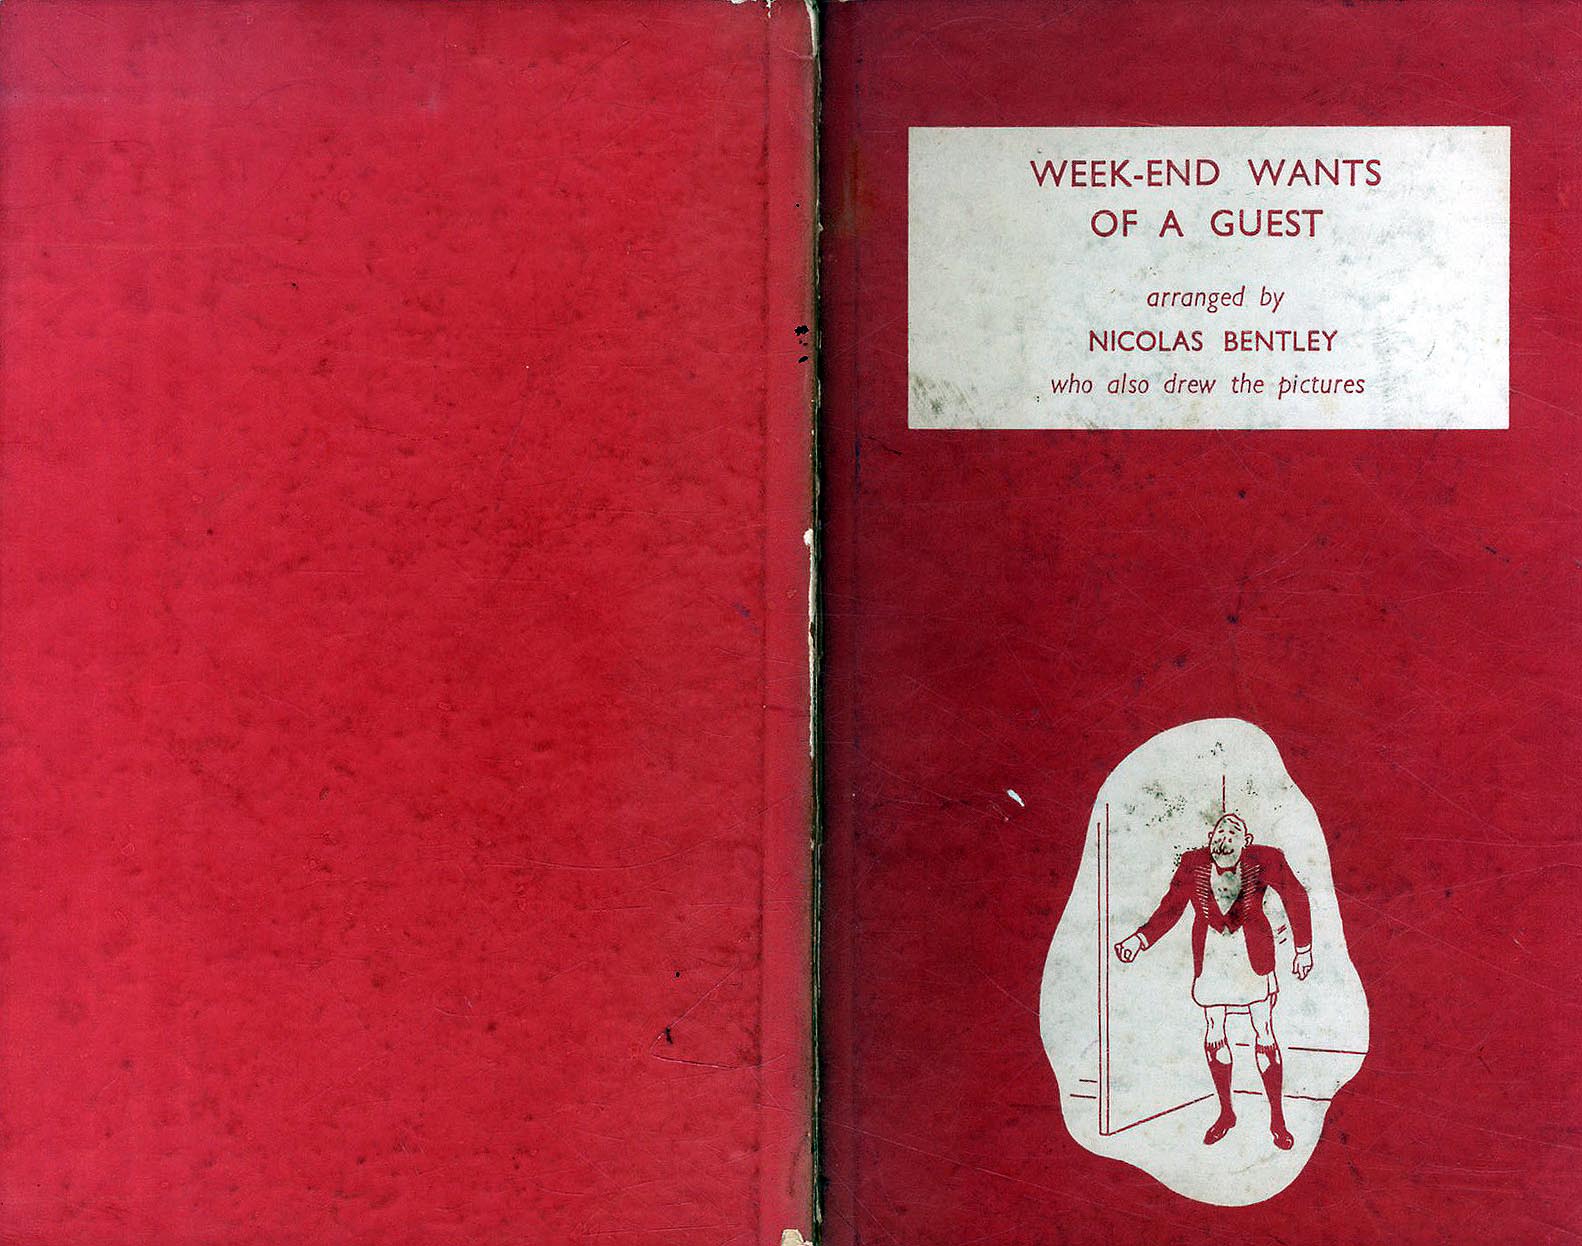 WEEK-END WANTS
OF A GUEST
arranged by
NICOLAS BENTLEY
who also drew the pictures